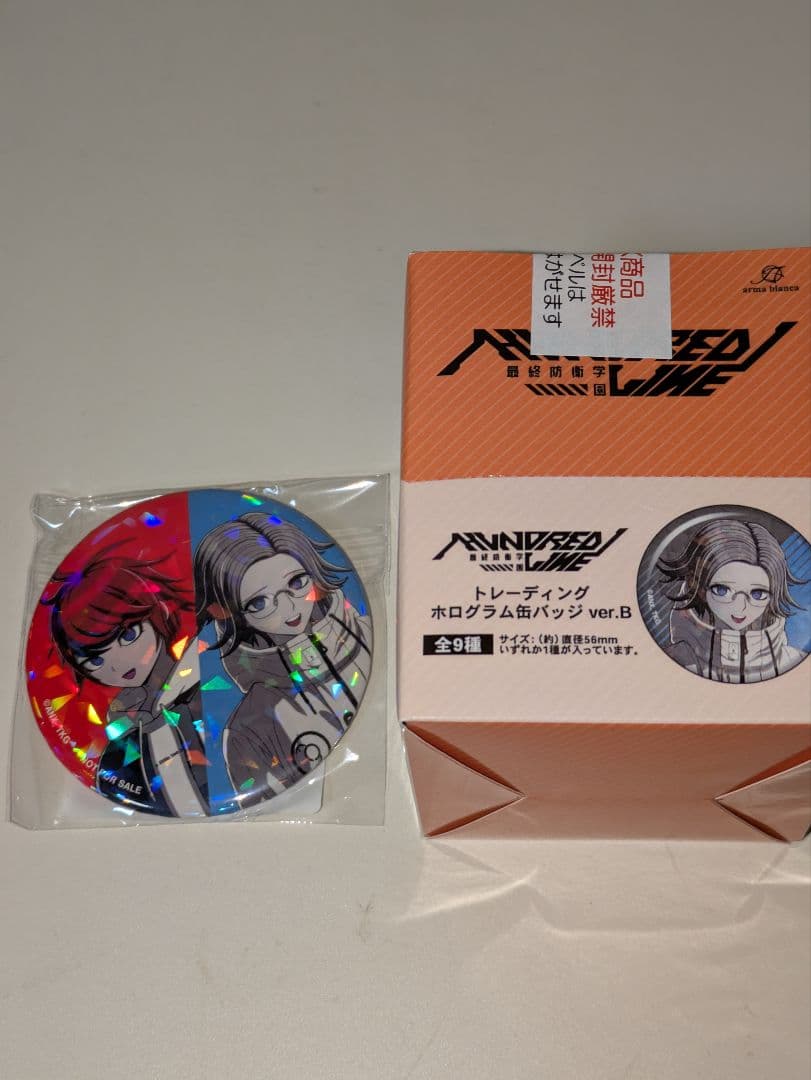 商品
開封厳禁
ベルは
はがせます
arma bianca
HUNDRED LINE
最終防衛学園
HUNDRED LINE
最終防衛学園
トレーディング
ホログラム缶バッジ ver.B
全9種
サイズ:(約)直径56mm
いずれか1種が入っています。
NOT FOR SALE